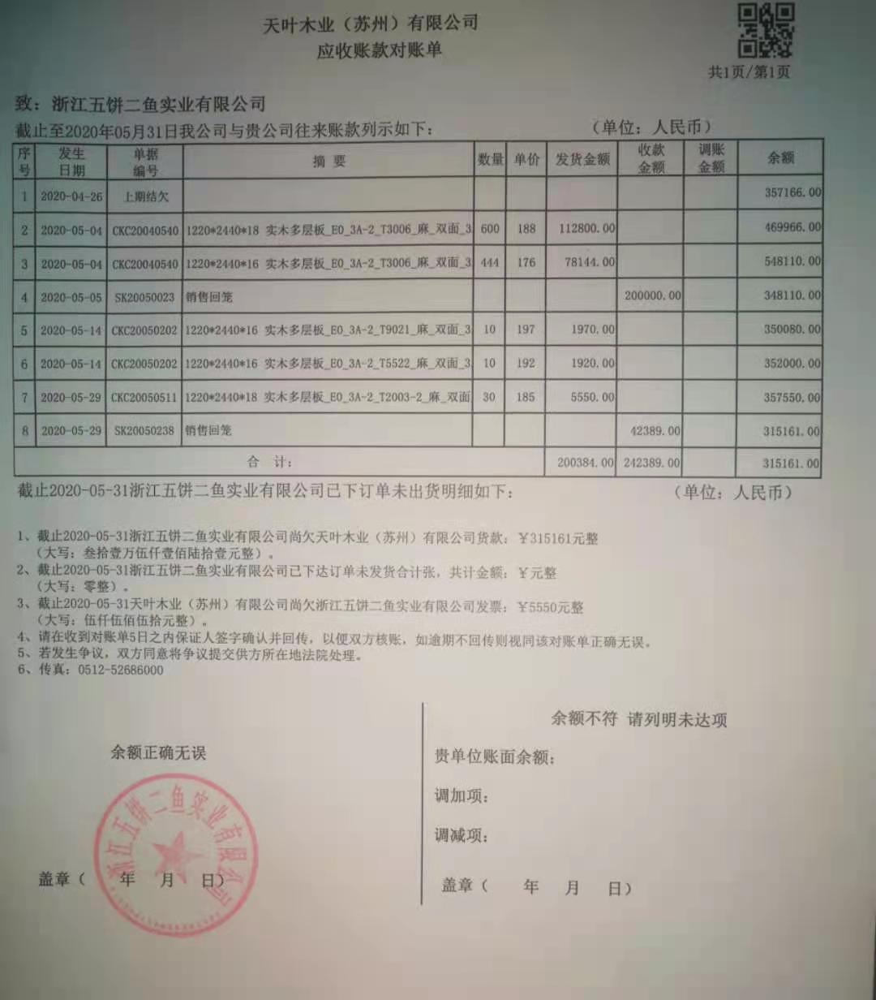 天叶木业（苏州）有限公司
应收账款对账单
共1页/第1页
致：浙江五饼二鱼实业有限公司
截止至2020年05月31日我公司与贵公司往来账款列示如下： （单位：人民币）
序号 发生日期 单据编号 摘要 数量 单价 发货金额 收款金额 调账金额 余额
1 2020-04-26 上期结欠 357166.00
2 2020-05-04 CKC20040540 1220*2440*18 实木多层板_E0_3A-2_T3006_麻_双面_3 600 188 112800.00 469966.00
3 2020-05-04 CKC20040540 1220*2440*16 实木多层板_E0_3A-2_T3006_麻_双面_3 444 176 78144.00 548110.00
4 2020-05-05 SK20050023 销售回笼 200000.00 348110.00
5 2020-05-14 CKC20050202 1220*2440*16 实木多层板_E0_3A-2_T9021_麻_双面_3 10 197 1970.00 350080.00
6 2020-05-14 CKC20050202 1220*2440*16 实木多层板_E0_3A-2_T5522_麻_双面_3 10 192 1920.00 352000.00
7 2020-05-29 CKC20050511 1220*2440*18 实木多层板_E0_3A-2_T2003-2_麻_双面 30 185 5550.00 357550.00
8 2020-05-29 SK20050238 销售回笼 42389.00 315161.00
合 计： 200384.00 242389.00 315161.00
截止2020-05-31浙江五饼二鱼实业有限公司已下订单未出货明细如下： （单位：人民币）
1、截止2020-05-31浙江五饼二鱼实业有限公司尚欠天叶木业（苏州）有限公司货款：￥315161元整
（大写：叁拾壹万伍仟壹佰陆拾壹元整）。
2、截止2020-05-31浙江五饼二鱼实业有限公司已下达订单未发货合计张，共计金额：￥元整
（大写：零整）。
3、截止2020-05-31天叶木业（苏州）有限公司尚欠浙江五饼二鱼实业有限公司发票：￥5550元整
（大写：伍仟伍佰伍拾元整）。
4、请在收到对账单5日之内保证人签字确认并回传，以便双方核账，如逾期不回传则视同该对账单正确无误。
5、若发生争议，双方同意将争议提交供方所在地法院处理。
6、传真：0512-52686000
余额正确无误
浙江五饼二鱼实业有限公司
盖章（ 年 月 日）
余额不符 请列明未达项
贵单位账面余额：
调加项：
调减项：
盖章（ 年 月 日）